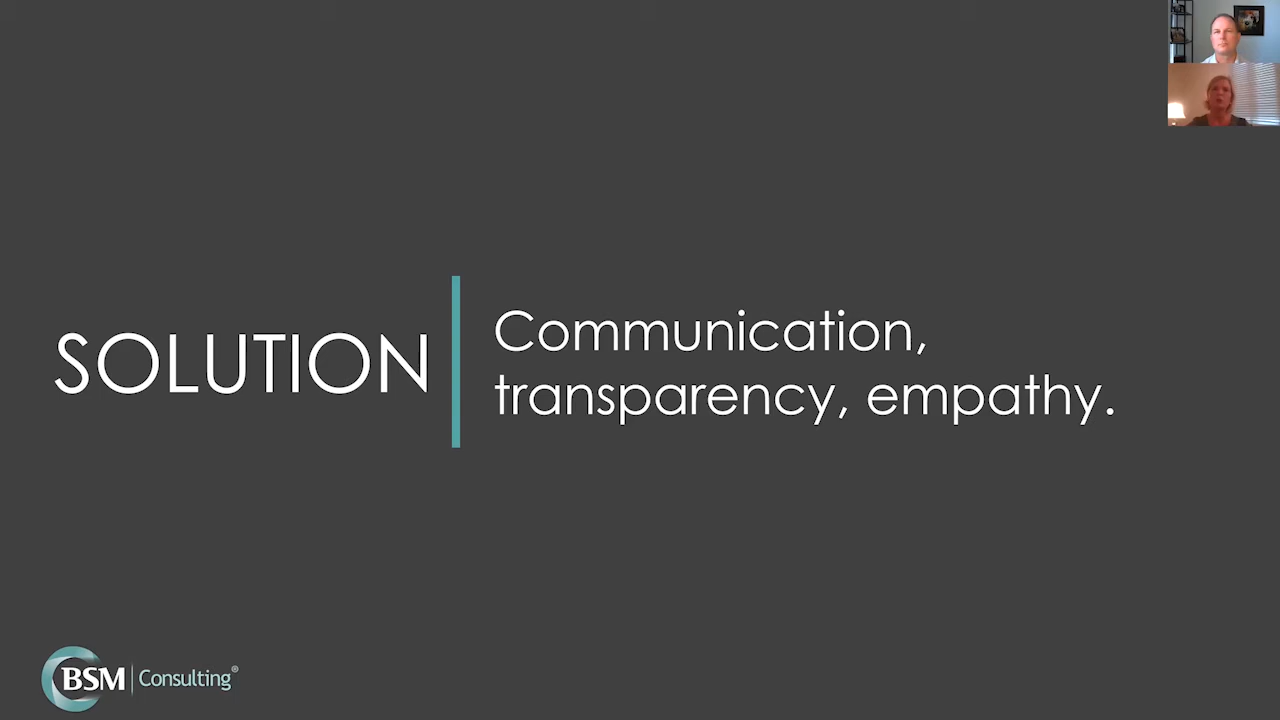 SOLUTION
Communication,
transparency, empathy.
BSM Consulting®